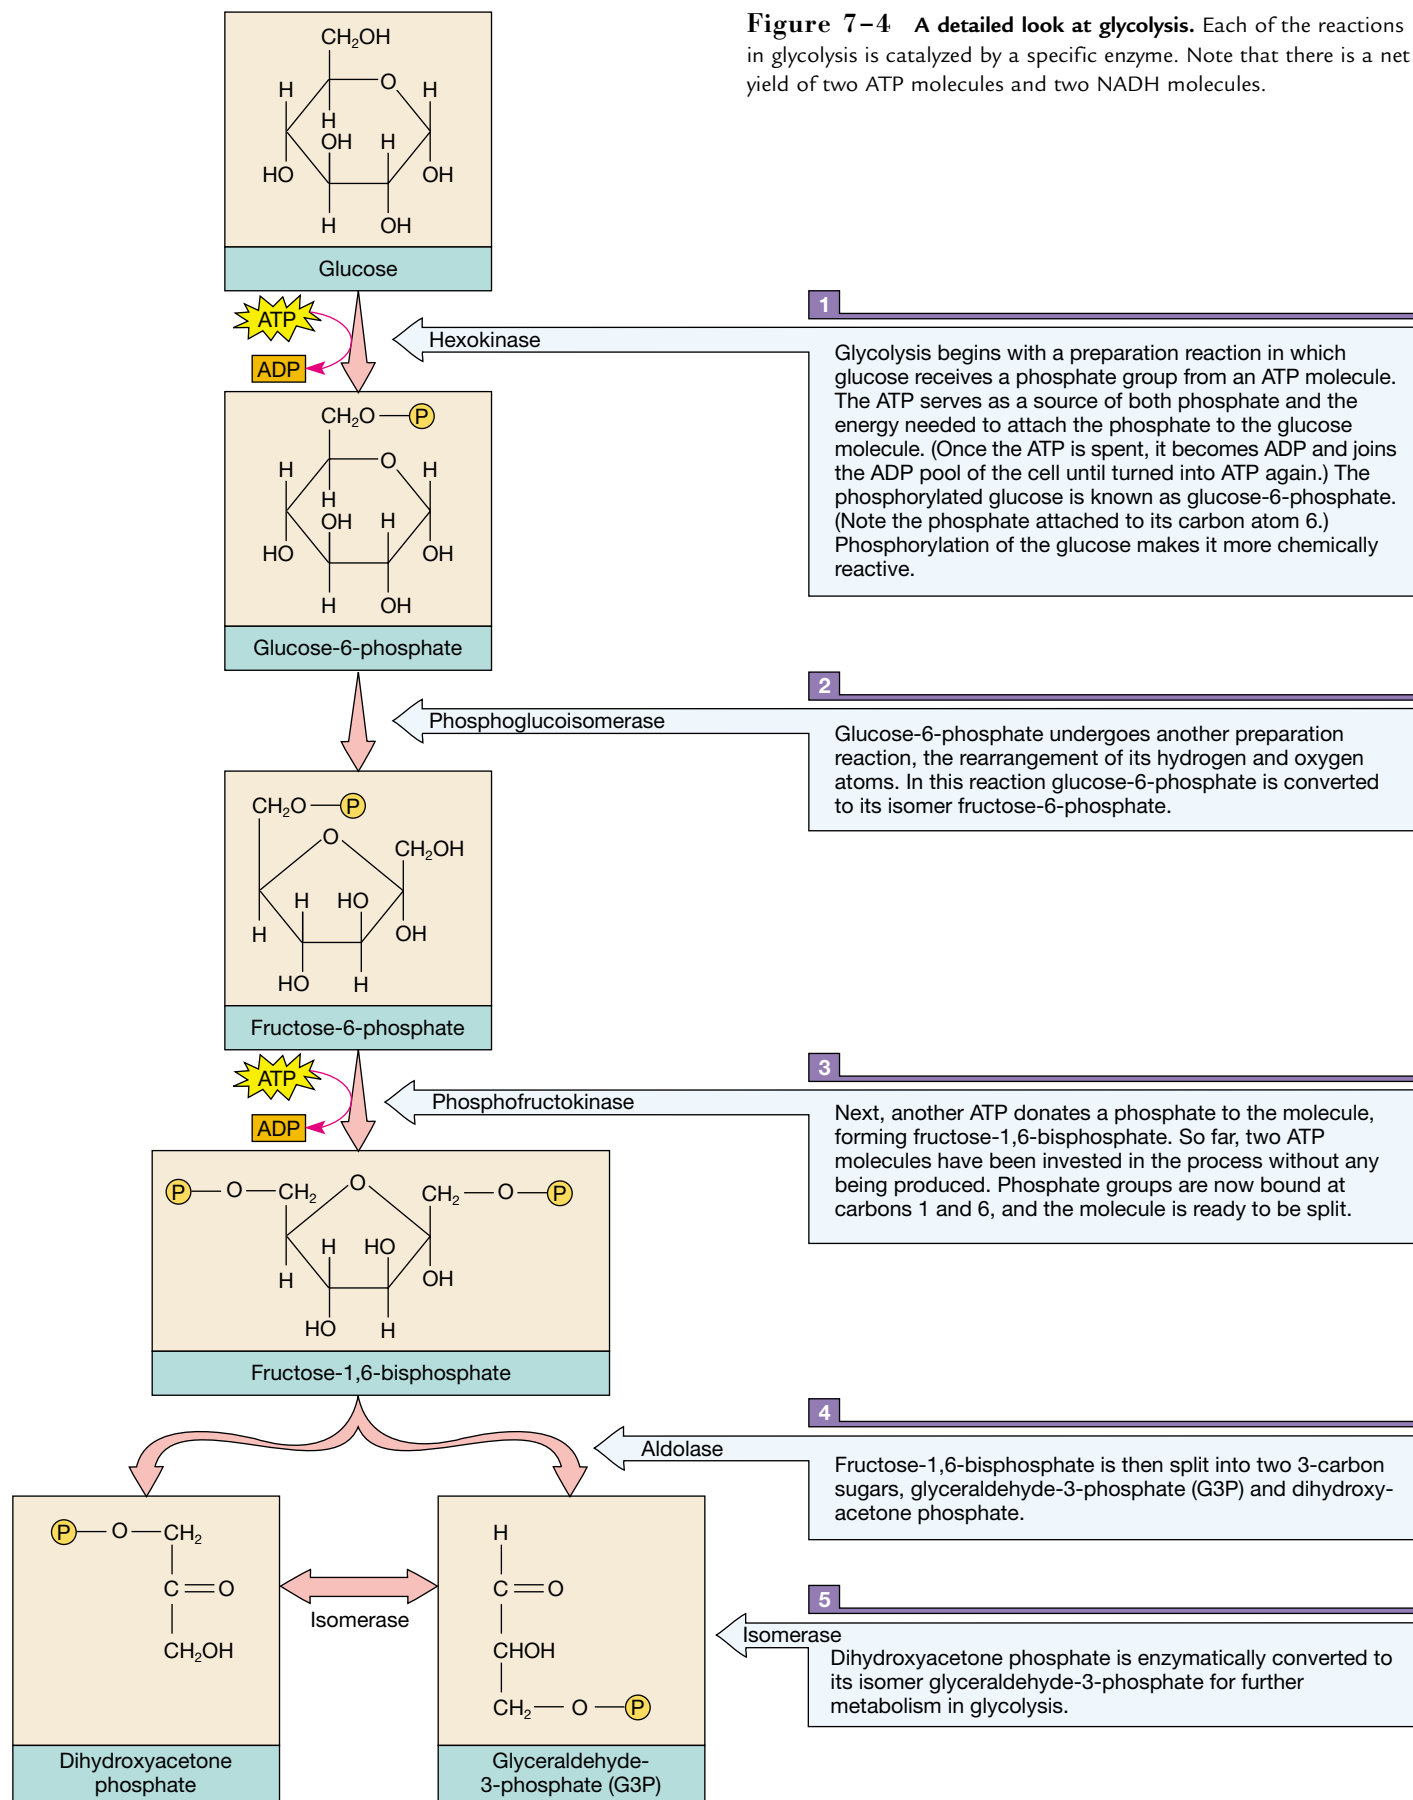 Figure 7–4 A detailed look at glycolysis. Each of the reactions
in glycolysis is catalyzed by a specific enzyme. Note that there is a net
yield of two ATP molecules and two NADH molecules.
CH₂OH
O
H
H
H
OH
H
HO
OH
H
OH
Glucose
ATP
ADP
Hexokinase
1
Glycolysis begins with a preparation reaction in which
glucose receives a phosphate group from an ATP molecule.
The ATP serves as a source of both phosphate and the
energy needed to attach the phosphate to the glucose
molecule. (Once the ATP is spent, it becomes ADP and joins
the ADP pool of the cell until turned into ATP again.) The
phosphorylated glucose is known as glucose-6-phosphate.
(Note the phosphate attached to its carbon atom 6.)
Phosphorylation of the glucose makes it more chemically
reactive.
CH₂O P
O
H
H
H
OH
H
HO
OH
H
OH
Glucose-6-phosphate
Phosphoglucoisomerase
2
Glucose-6-phosphate undergoes another preparation
reaction, the rearrangement of its hydrogen and oxygen
atoms. In this reaction glucose-6-phosphate is converted
to its isomer fructose-6-phosphate.
CH₂O P
O
CH₂OH
H
HO
H
OH
HO
H
Fructose-6-phosphate
ATP
ADP
Phosphofructokinase
3
Next, another ATP donates a phosphate to the molecule,
forming fructose-1,6-bisphosphate. So far, two ATP
molecules have been invested in the process without any
being produced. Phosphate groups are now bound at
carbons 1 and 6, and the molecule is ready to be split.
P O CH₂ O CH₂ O P
H
HO
H
OH
HO
H
Fructose-1,6-bisphosphate
Aldolase
4
Fructose-1,6-bisphosphate is then split into two 3-carbon
sugars, glyceraldehyde-3-phosphate (G3P) and dihydroxy-
acetone phosphate.
P O CH₂
C O
CH₂OH
Dihydroxyacetone
phosphate
Isomerase
H
C O
CHOH
CH₂ O P
Glyceraldehyde-
3-phosphate (G3P)
Isomerase
5
Dihydroxyacetone phosphate is enzymatically converted to
its isomer glyceraldehyde-3-phosphate for further
metabolism in glycolysis.